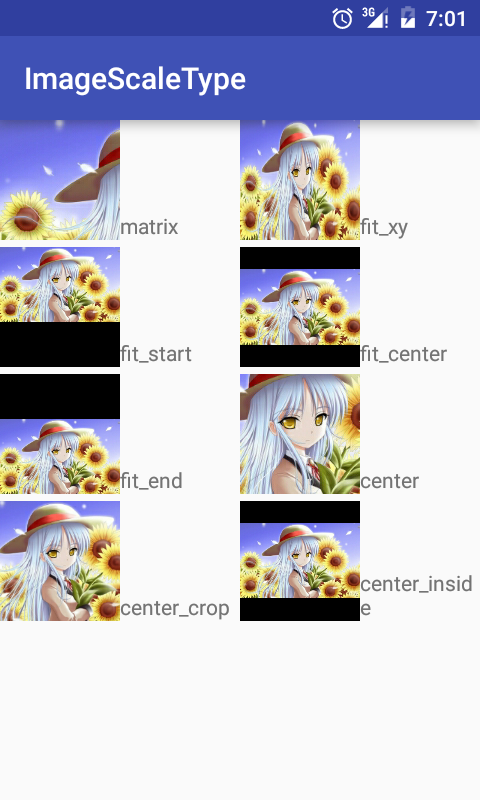 3G 7:01
ImageScaleType
matrix
fit_xy
fit_start
fit_center
fit_end
center
center_crop
center_insid
e